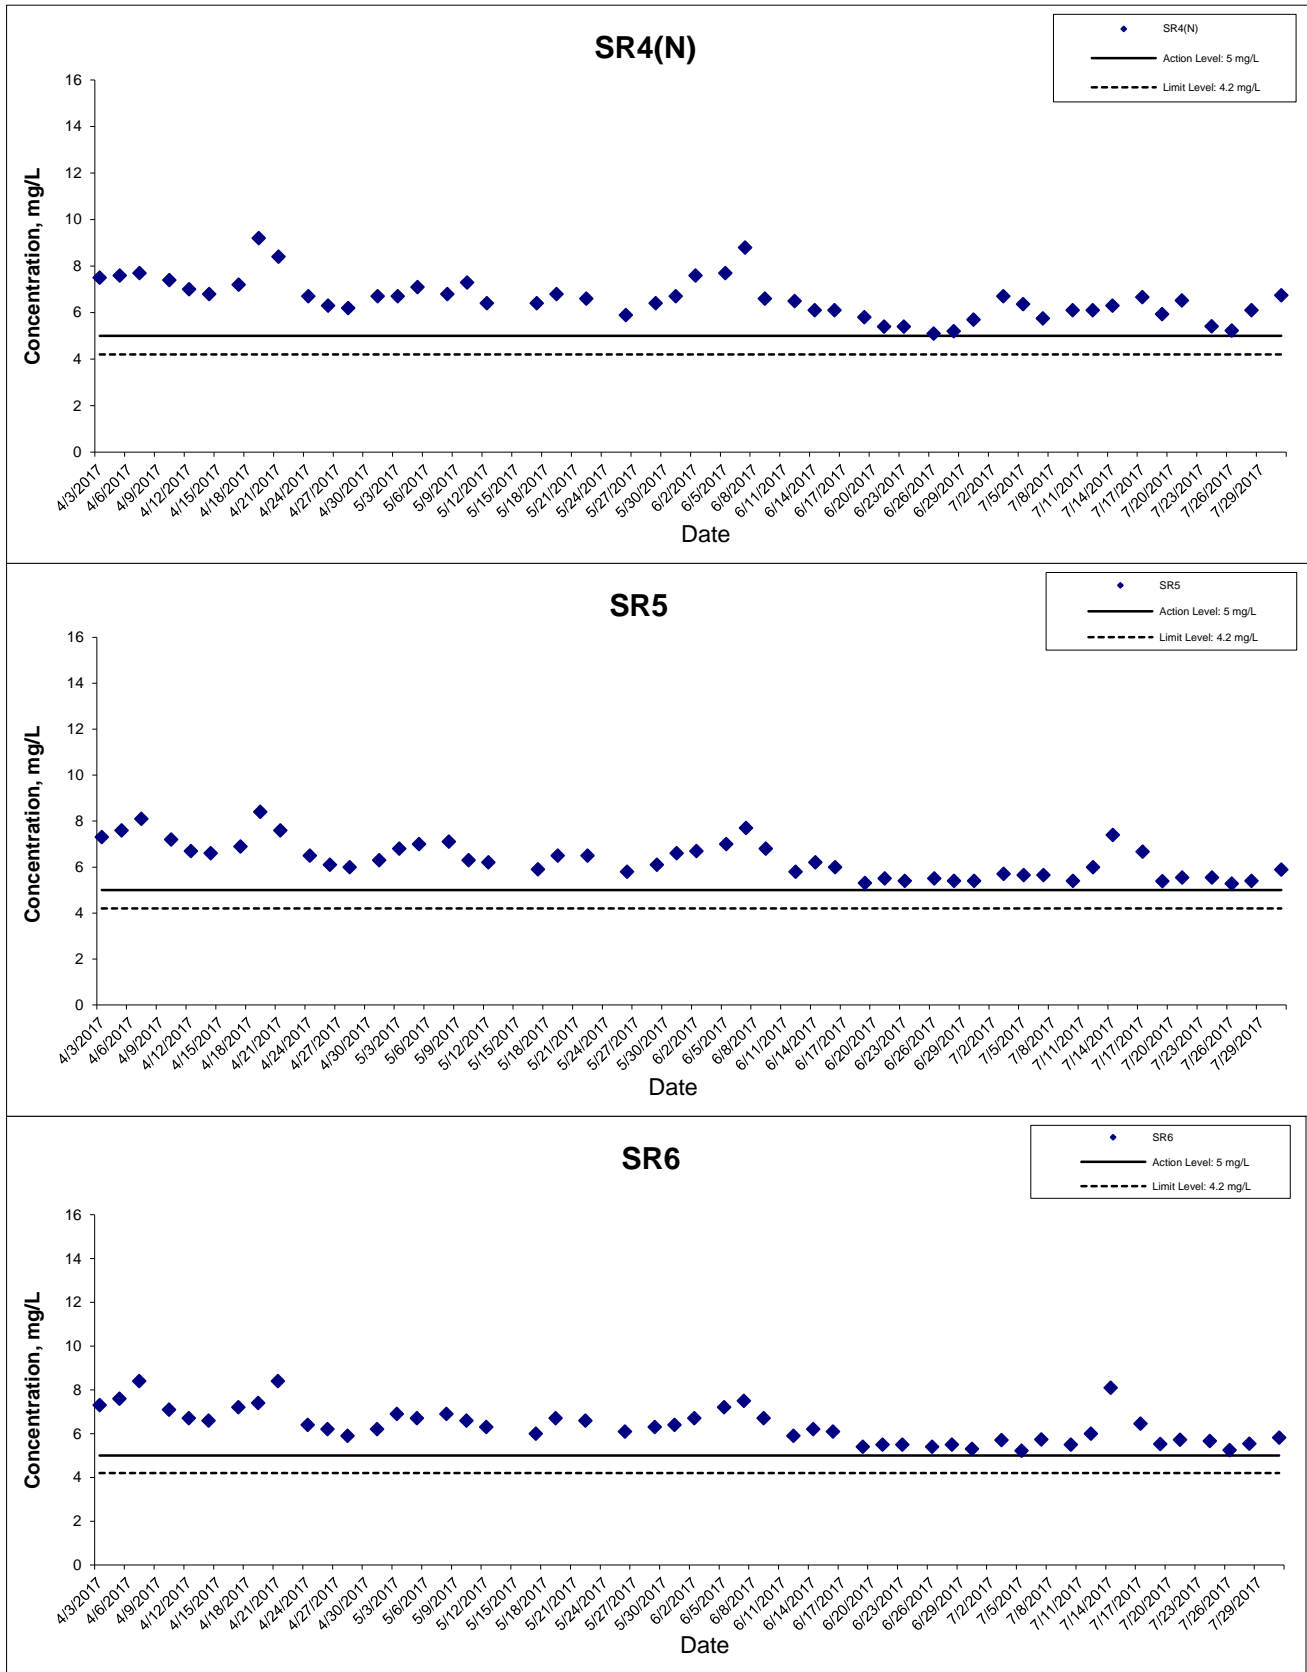 SR4(N)
SR4(N)
Action Level: 5 mg/L
Limit Level: 4.2 mg/L
Concentration, mg/L
16
14
12
10
8
6
4
2
0
4/3/2017 4/6/2017 4/9/2017 4/12/2017 4/15/2017 4/18/2017 4/21/2017 4/24/2017 4/27/2017 4/30/2017 5/3/2017 5/6/2017 5/9/2017 5/12/2017 5/15/2017 5/18/2017 5/21/2017 5/24/2017 5/27/2017 5/30/2017 6/2/2017 6/5/2017 6/8/2017 6/11/2017 6/14/2017 6/17/2017 6/20/2017 6/23/2017 6/26/2017 6/29/2017 7/2/2017 7/5/2017 7/8/2017 7/11/2017 7/14/2017 7/17/2017 7/20/2017 7/23/2017 7/26/2017 7/29/2017
Date
SR5
SR5
Action Level: 5 mg/L
Limit Level: 4.2 mg/L
Concentration, mg/L
16
14
12
10
8
6
4
2
0
4/3/2017 4/6/2017 4/9/2017 4/12/2017 4/15/2017 4/18/2017 4/21/2017 4/24/2017 4/27/2017 4/30/2017 5/3/2017 5/6/2017 5/9/2017 5/12/2017 5/15/2017 5/18/2017 5/21/2017 5/24/2017 5/27/2017 5/30/2017 6/2/2017 6/5/2017 6/8/2017 6/11/2017 6/14/2017 6/17/2017 6/20/2017 6/23/2017 6/26/2017 6/29/2017 7/2/2017 7/5/2017 7/8/2017 7/11/2017 7/14/2017 7/17/2017 7/20/2017 7/23/2017 7/26/2017 7/29/2017
Date
SR6
SR6
Action Level: 5 mg/L
Limit Level: 4.2 mg/L
Concentration, mg/L
16
14
12
10
8
6
4
2
0
4/3/2017 4/6/2017 4/9/2017 4/12/2017 4/15/2017 4/18/2017 4/21/2017 4/24/2017 4/27/2017 4/30/2017 5/3/2017 5/6/2017 5/9/2017 5/12/2017 5/15/2017 5/18/2017 5/21/2017 5/24/2017 5/27/2017 5/30/2017 6/2/2017 6/5/2017 6/8/2017 6/11/2017 6/14/2017 6/17/2017 6/20/2017 6/23/2017 6/26/2017 6/29/2017 7/2/2017 7/5/2017 7/8/2017 7/11/2017 7/14/2017 7/17/2017 7/20/2017 7/23/2017 7/26/2017 7/29/2017
Date